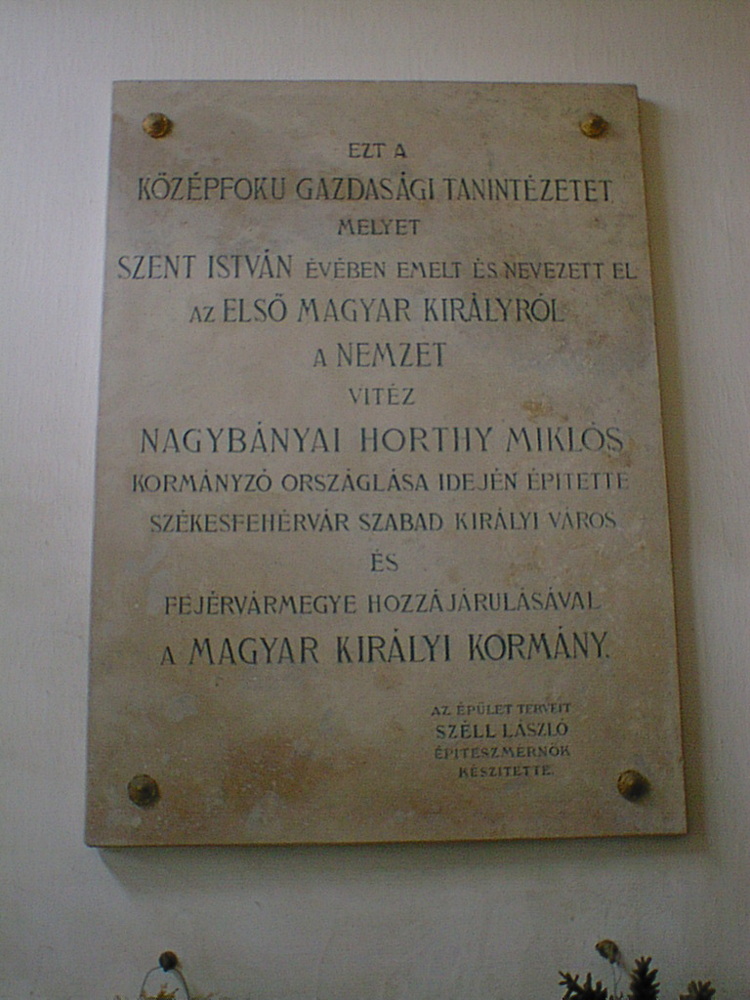 EZT A
KÖZÉPFOKU GAZDASÁGI TANINTÉZETET,
MELYET
SZENT ISTVÁN ÉVÉBEN EMELT ÉS NEVEZETT EL
AZ ELSŐ MAGYAR KIRÁLYRÓL
A NEMZET
VITÉZ
NAGYBÁNYAI HORTHY MIKLÓS
KORMÁNYZÓ ORSZÁGLÁSA IDEJÉN ÉPITETTE
SZÉKESFEHÉRVÁR SZABAD KIRÁLYI VÁROS
ÉS
FEJÉRVÁRMEGYE HOZZÁJÁRULÁSÁVAL
A MAGYAR KIRÁLYI KORMÁNY.
AZ ÉPÜLET TERVEIT
SZÉLL LÁSZLÓ
ÉPITÉSZMÉRNÖK
KÉSZITETTE.